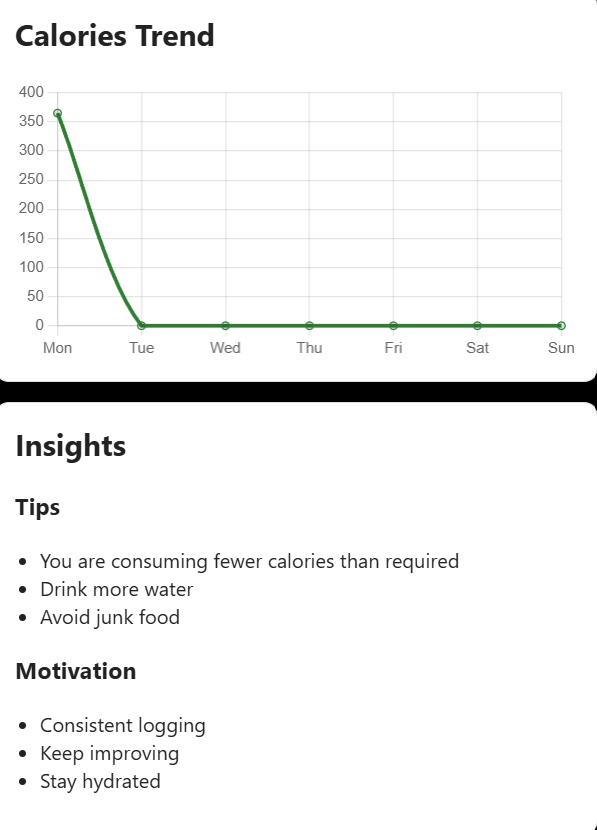 Calories Trend
400
350
300
250
200
150
100
50
0
Mon Tue Wed Thu Fri Sat Sun
Insights
Tips
• You are consuming fewer calories than required
• Drink more water
• Avoid junk food
Motivation
• Consistent logging
• Keep improving
• Stay hydrated